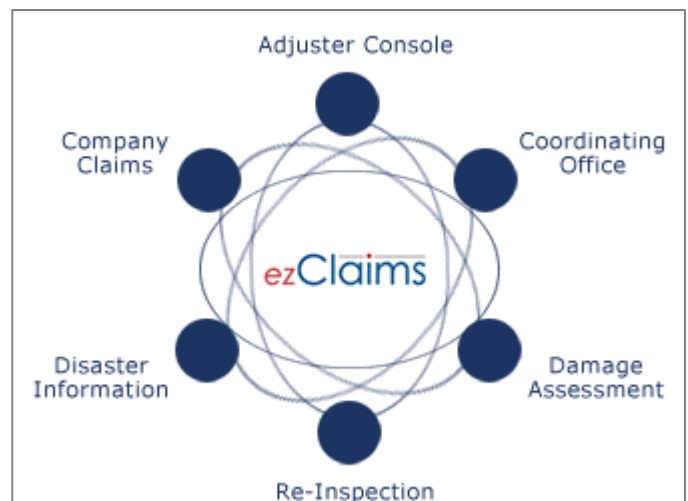 Adjuster Console
Company
Claims
Coordinating
Office
ezClaims
Disaster
Information
Damage
Assessment
Re-Inspection